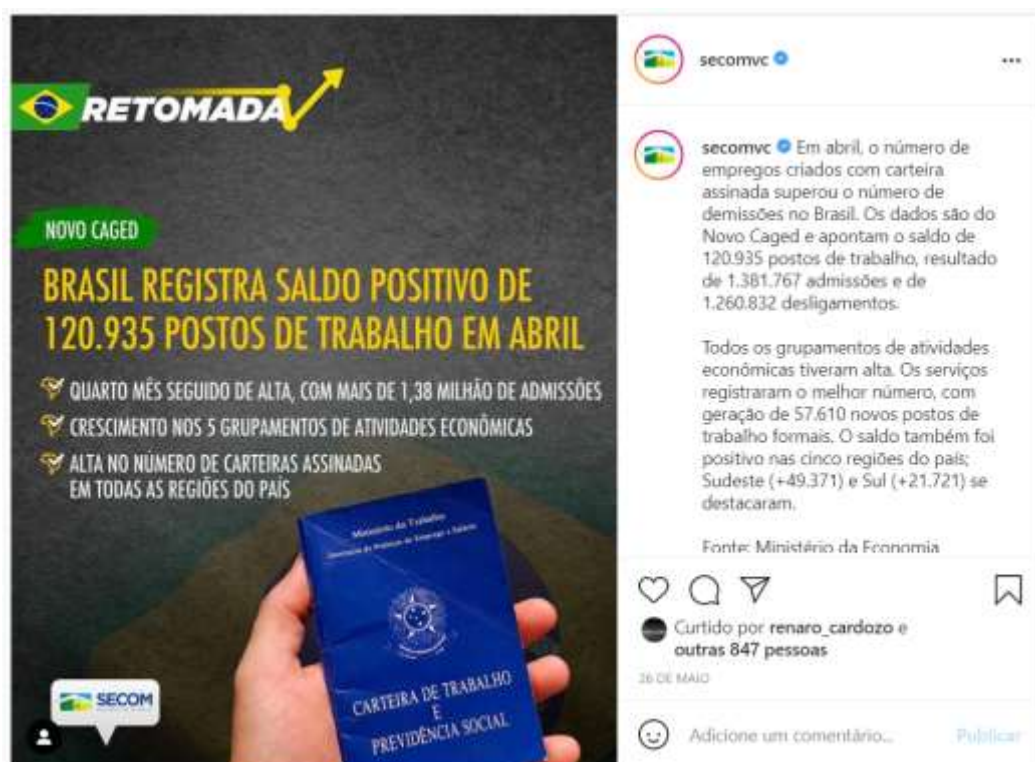 RETOMADA
NOVO CAGED
BRASIL REGISTRA SALDO POSITIVO DE
120.935 POSTOS DE TRABALHO EM ABRIL
QUARTO MÊS SEGUIDO DE ALTA, COM MAIS DE 1,38 MILHÃO DE ADMISSÕES
CRESCIMENTO NOS 5 GRUPAMENTOS DE ATIVIDADES ECONÔMICAS
ALTA NO NÚMERO DE CARTEIRAS ASSINADAS
EM TODAS AS REGIÕES DO PAÍS
Ministério do Trabalho
CARTEIRA DE TRABALHO
E
PREVIDÊNCIA SOCIAL
SECOM
secomvc
secomvc Em abril, o número de
empregos criados com carteira
assinada superou o número de
demissões no Brasil. Os dados são do
Novo Caged e apontam o saldo de
120.935 postos de trabalho, resultado
de 1.381.767 admissões e de
1.260.832 desligamentos.
Todos os grupamentos de atividades
econômicas tiveram alta. Os serviços
registraram o melhor número, com
geração de 57.610 novos postos de
trabalho formais. O saldo também foi
positivo nas cinco regiões do país;
Sudeste (+49.371) e Sul (+21.721) se
destacaram.
Fonte: Ministério da Economia
Curtido por renaro_cardozo e
outras 847 pessoas
26 DE MAIO
Adicione um comentário...
Publicar